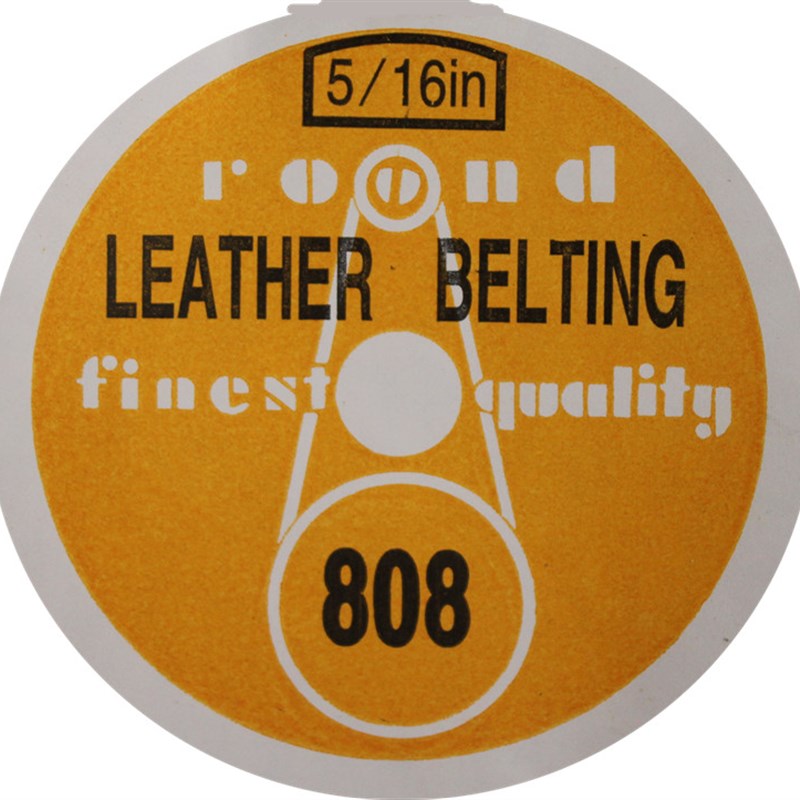 5/16in
round
LEATHER BELTING
finest quality
808